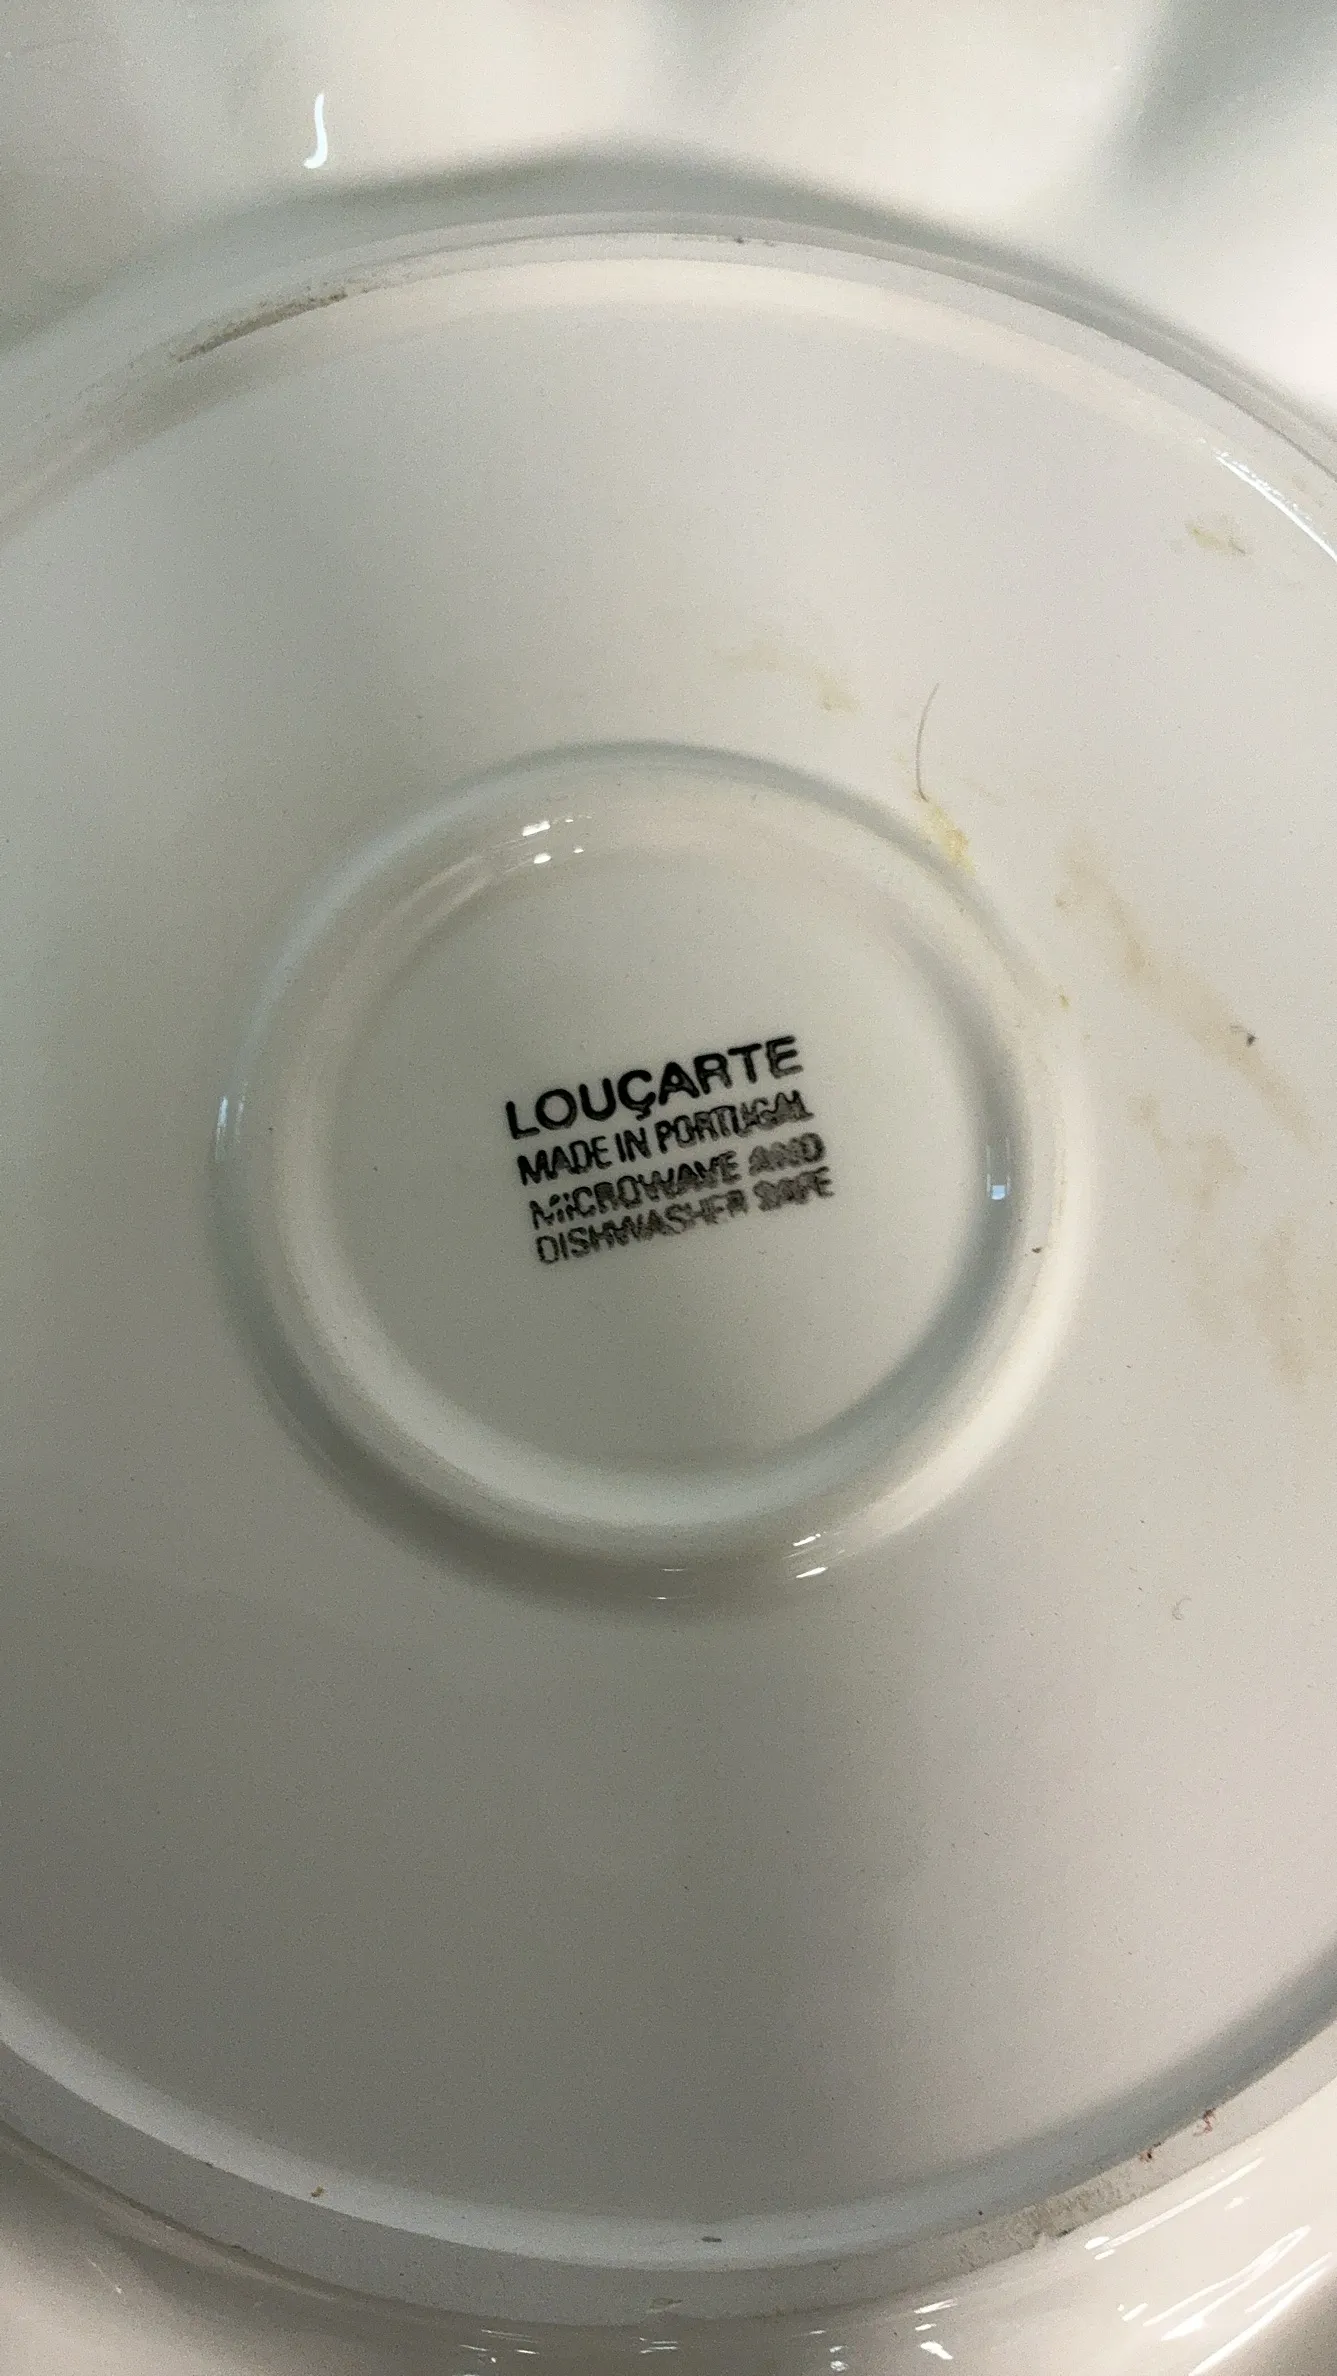 LOUÇARTE
MADE IN PORTUGAL
MICROWAVE AND
DISHWASHER SAFE